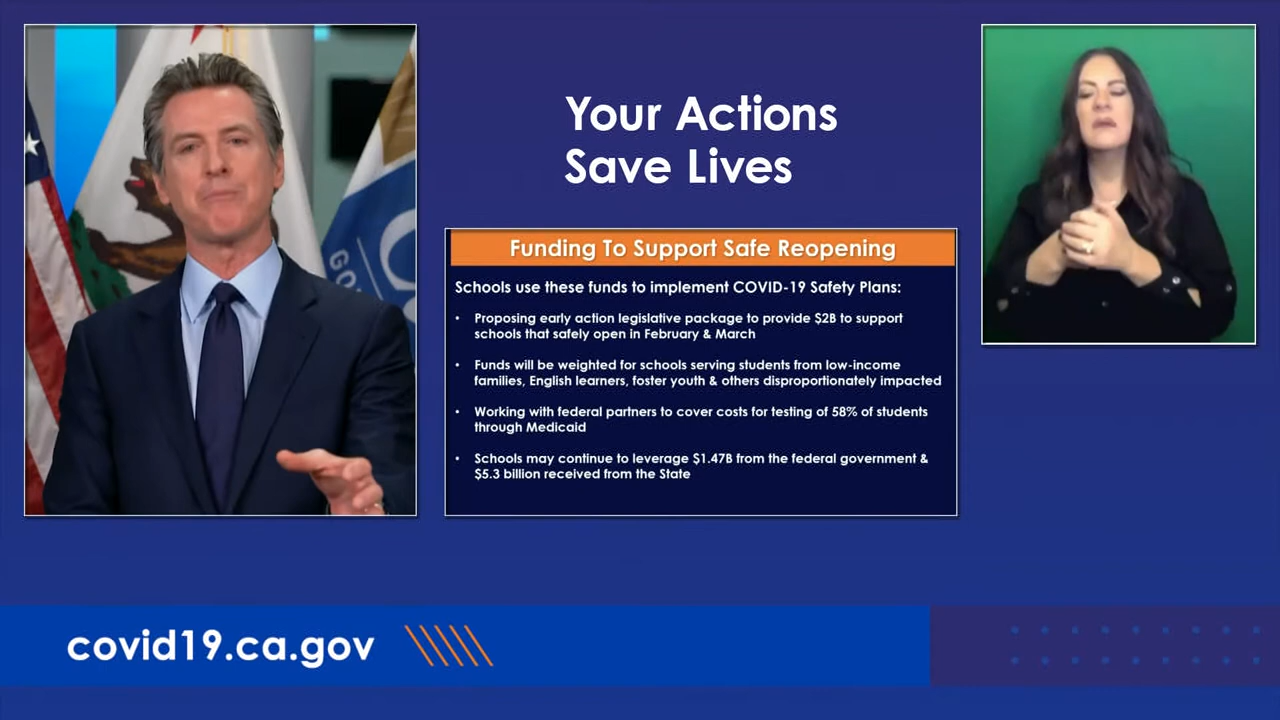 Your Actions
Save Lives
Funding To Support Safe Reopening
Schools use these funds to implement COVID-19 Safety Plans:
• Proposing early action legislative package to provide $2B to support
schools that safely open in February & March
• Funds will be weighted for schools serving students from low-income
families, English learners, foster youth & others disproportionately impacted
• Working with federal partners to cover costs for testing of 58% of students
through Medicaid
• Schools may continue to leverage $1.47B from the federal government &
$5.3 billion received from the State
covid19.ca.gov